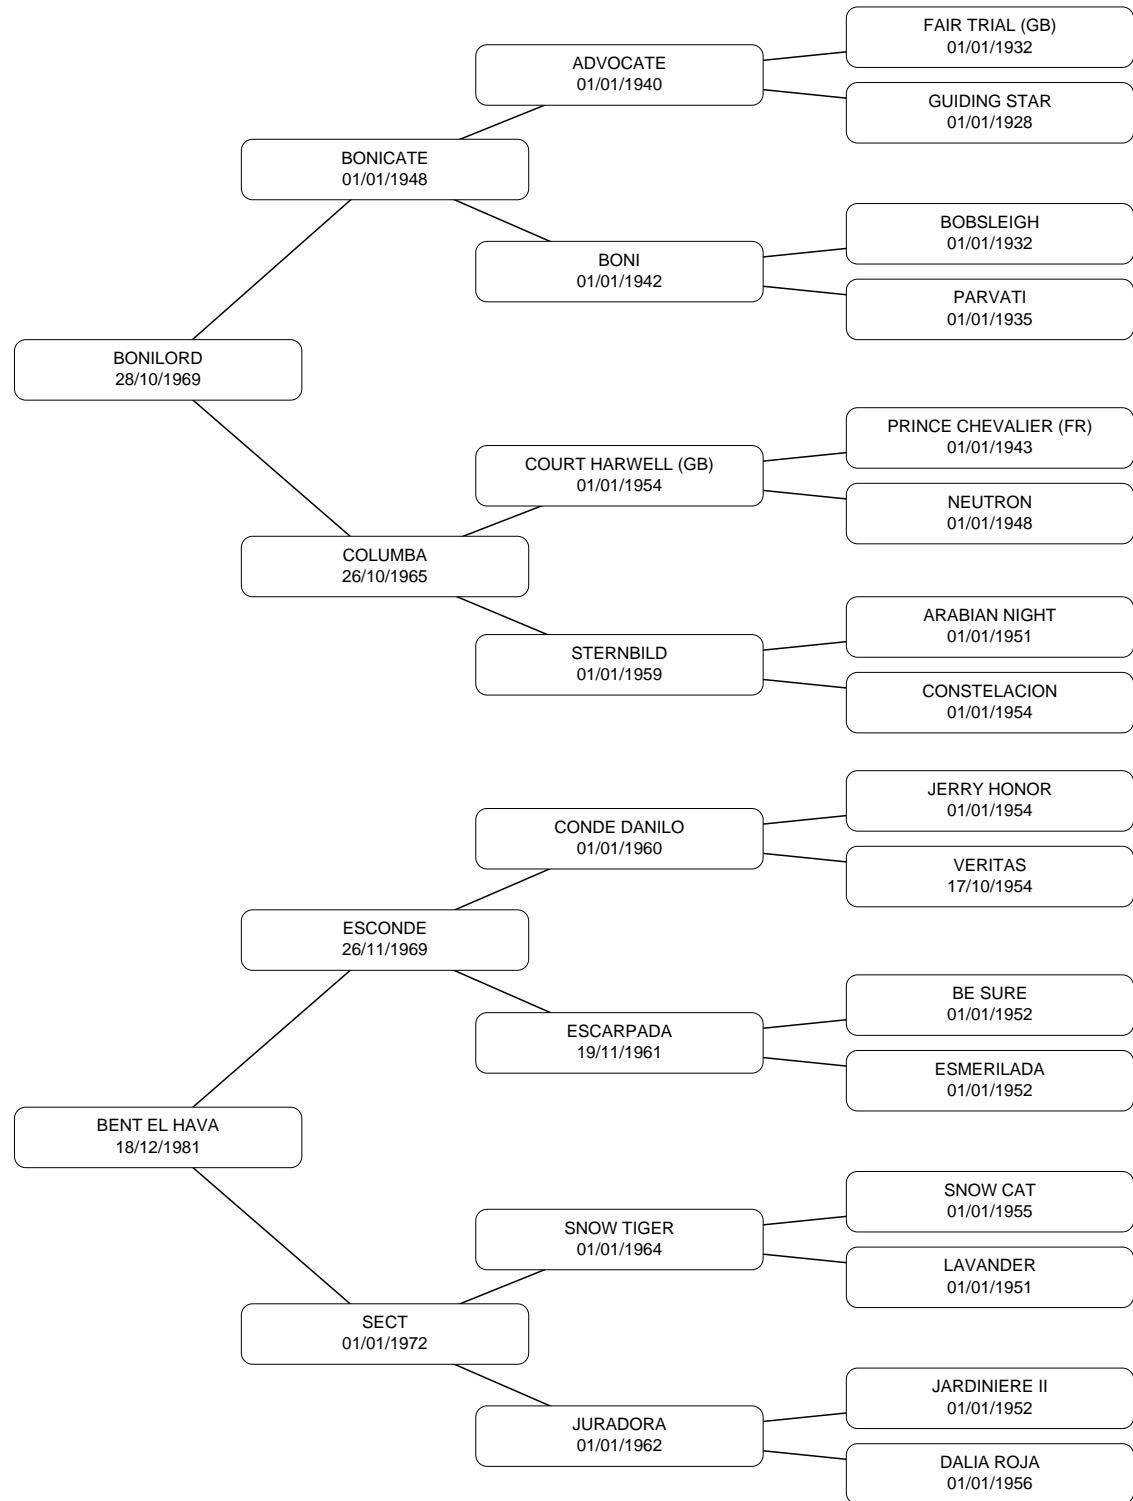 FAIR TRIAL (GB)
01/01/1932
ADVOCATE
01/01/1940
GUIDING STAR
01/01/1928
BONICATE
01/01/1948
BOBSLEIGH
01/01/1932
BONI
01/01/1942
PARVATI
01/01/1935
BONILORD
28/10/1969
PRINCE CHEVALIER (FR)
01/01/1943
COURT HARWELL (GB)
01/01/1954
NEUTRON
01/01/1948
COLUMBA
26/10/1965
ARABIAN NIGHT
01/01/1951
STERNBILD
01/01/1959
CONSTELACION
01/01/1954
JERRY HONOR
01/01/1954
CONDE DANILO
01/01/1960
VERITAS
17/10/1954
ESCONDE
26/11/1969
BE SURE
01/01/1952
ESCARPADA
19/11/1961
ESMERILADA
01/01/1952
BENT EL HAVA
18/12/1981
SNOW CAT
01/01/1955
SNOW TIGER
01/01/1964
LAVANDER
01/01/1951
SECT
01/01/1972
JARDINIERE II
01/01/1952
JURADORA
01/01/1962
DALIA ROJA
01/01/1956